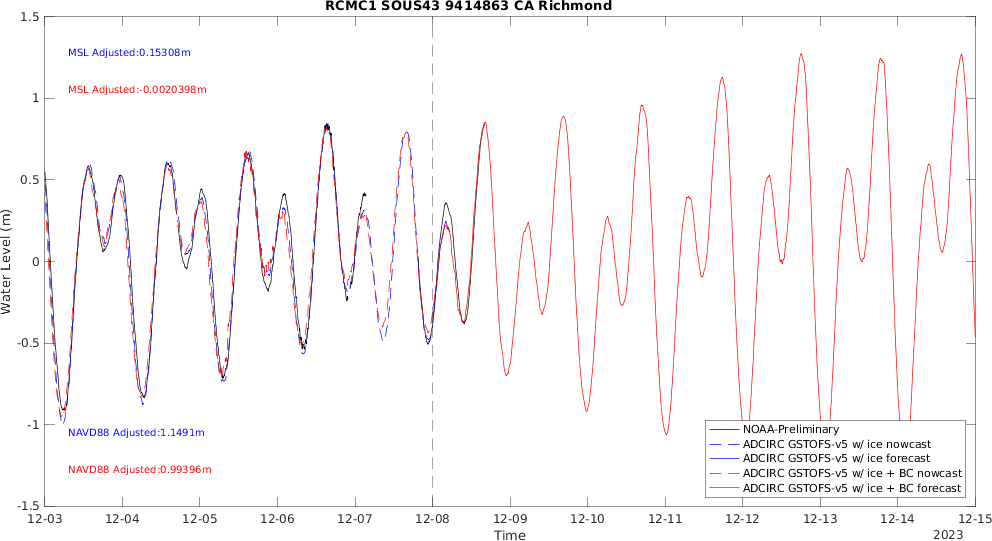 RCMC1 SOUS43 9414863 CA Richmond
MSL Adjusted:0.15308m
MSL Adjusted:-0.0020398m
NAVD88 Adjusted:1.1491m
NAVD88 Adjusted:0.99396m
Water Level (m)
1.5
1
0.5
0
-0.5
-1
-1.5
NOAA-Preliminary
ADCIRC GSTOFS-v5 w/ ice nowcast
ADCIRC GSTOFS-v5 w/ ice forecast
ADCIRC GSTOFS-v5 w/ ice + BC nowcast
ADCIRC GSTOFS-v5 w/ ice + BC forecast
12-03 12-04 12-05 12-06 12-07 12-08 12-09 12-10 12-11 12-12 12-13 12-14 12-15
Time
2023